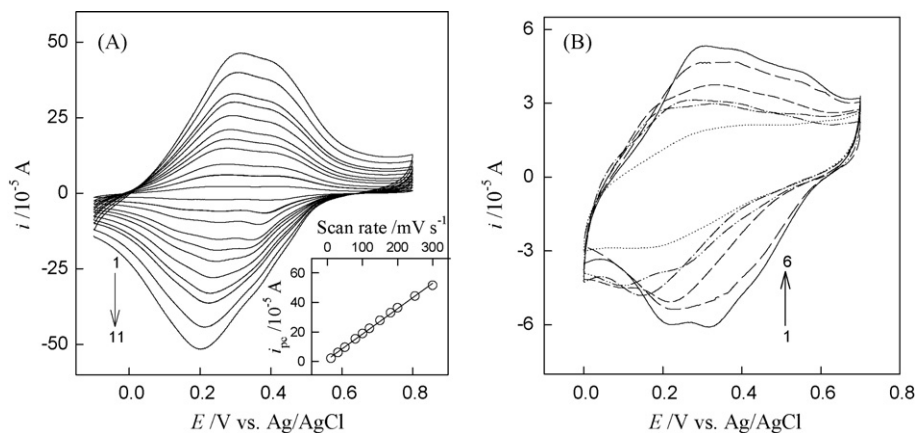 (A)
50
25
0
-25
-50
i /10⁻⁵ A
1
11
Scan rate /mV s⁻¹
0 100 200 300
60
40
20
0
i_pc /10⁻⁵ A
0.0 0.2 0.4 0.6 0.8
E /V vs. Ag/AgCl
(B)
6
3
0
-3
-6
i /10⁻⁵ A
6
1
0.0 0.2 0.4 0.6 0.8
E /V vs. Ag/AgCl